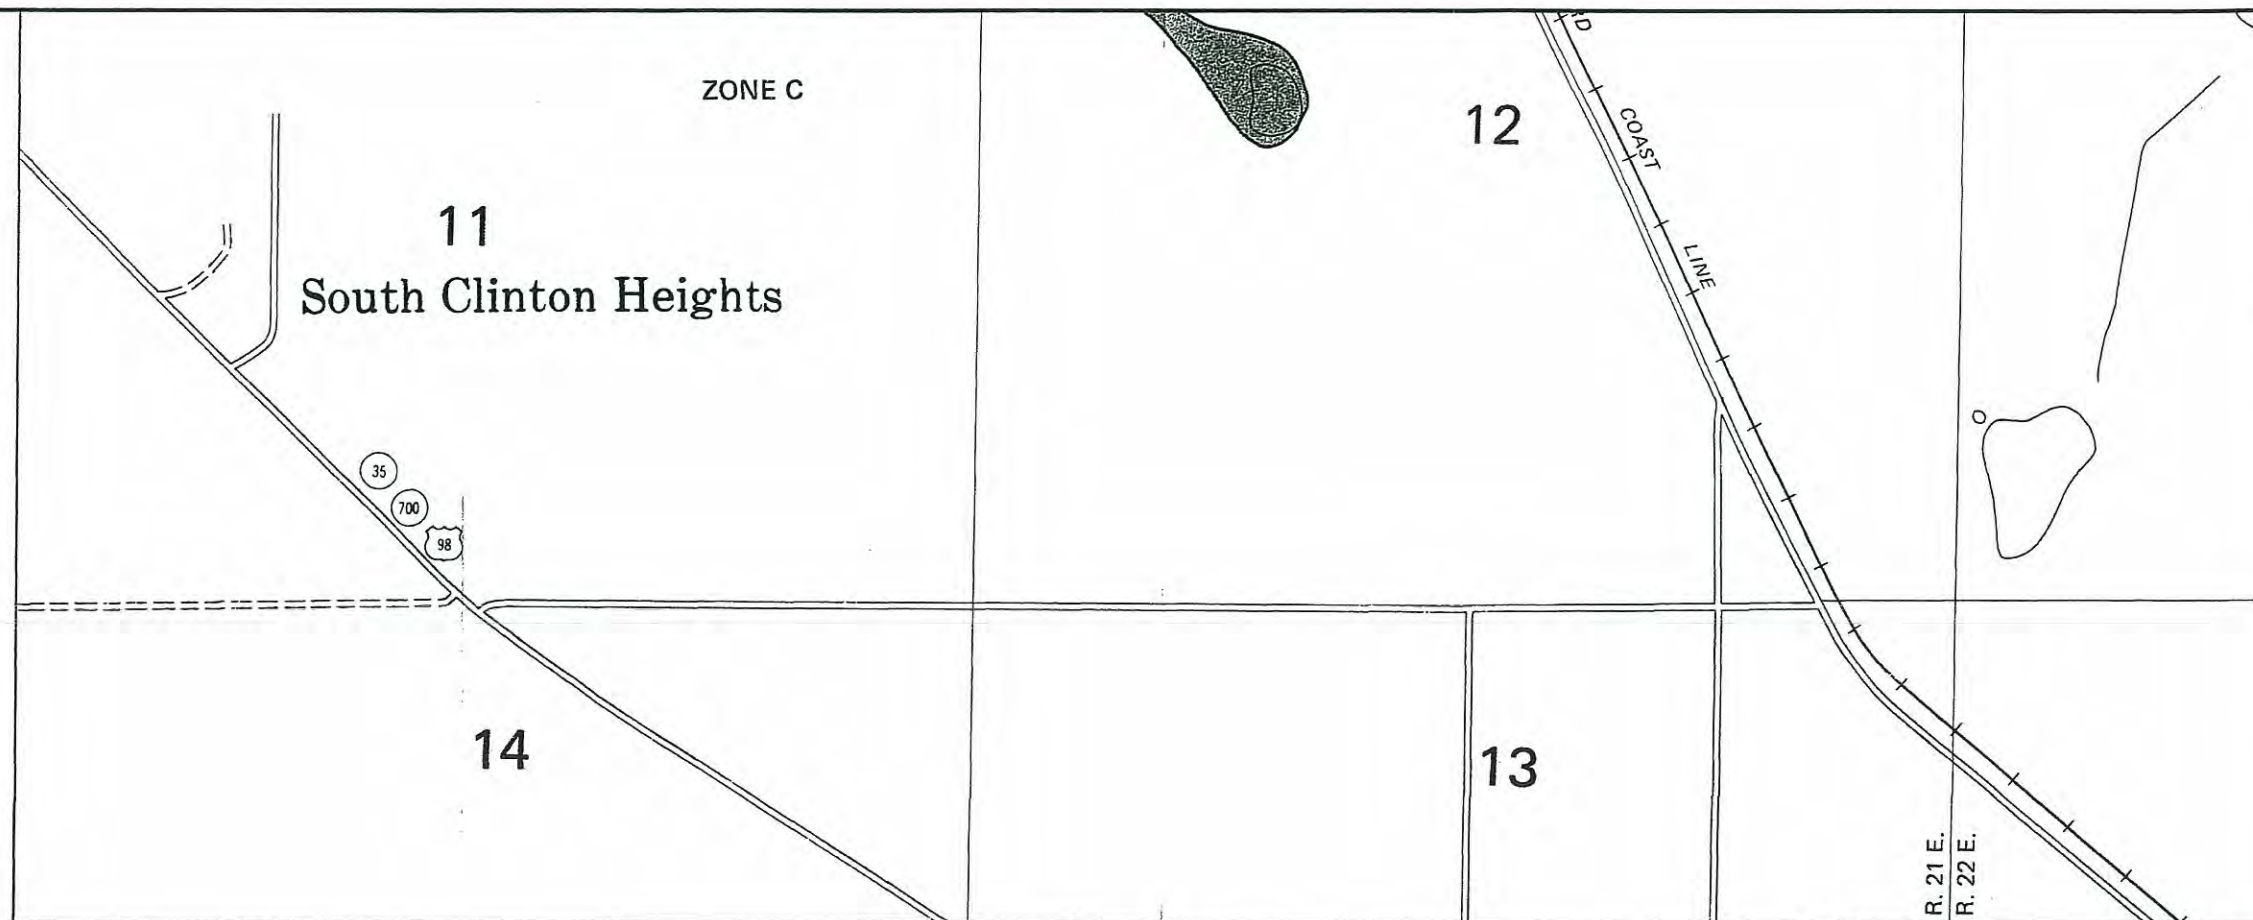 ZONE C
12
COAST
LINE
11
South Clinton Heights
35
700
98
14
13
R. 21 E.
R. 22 E.